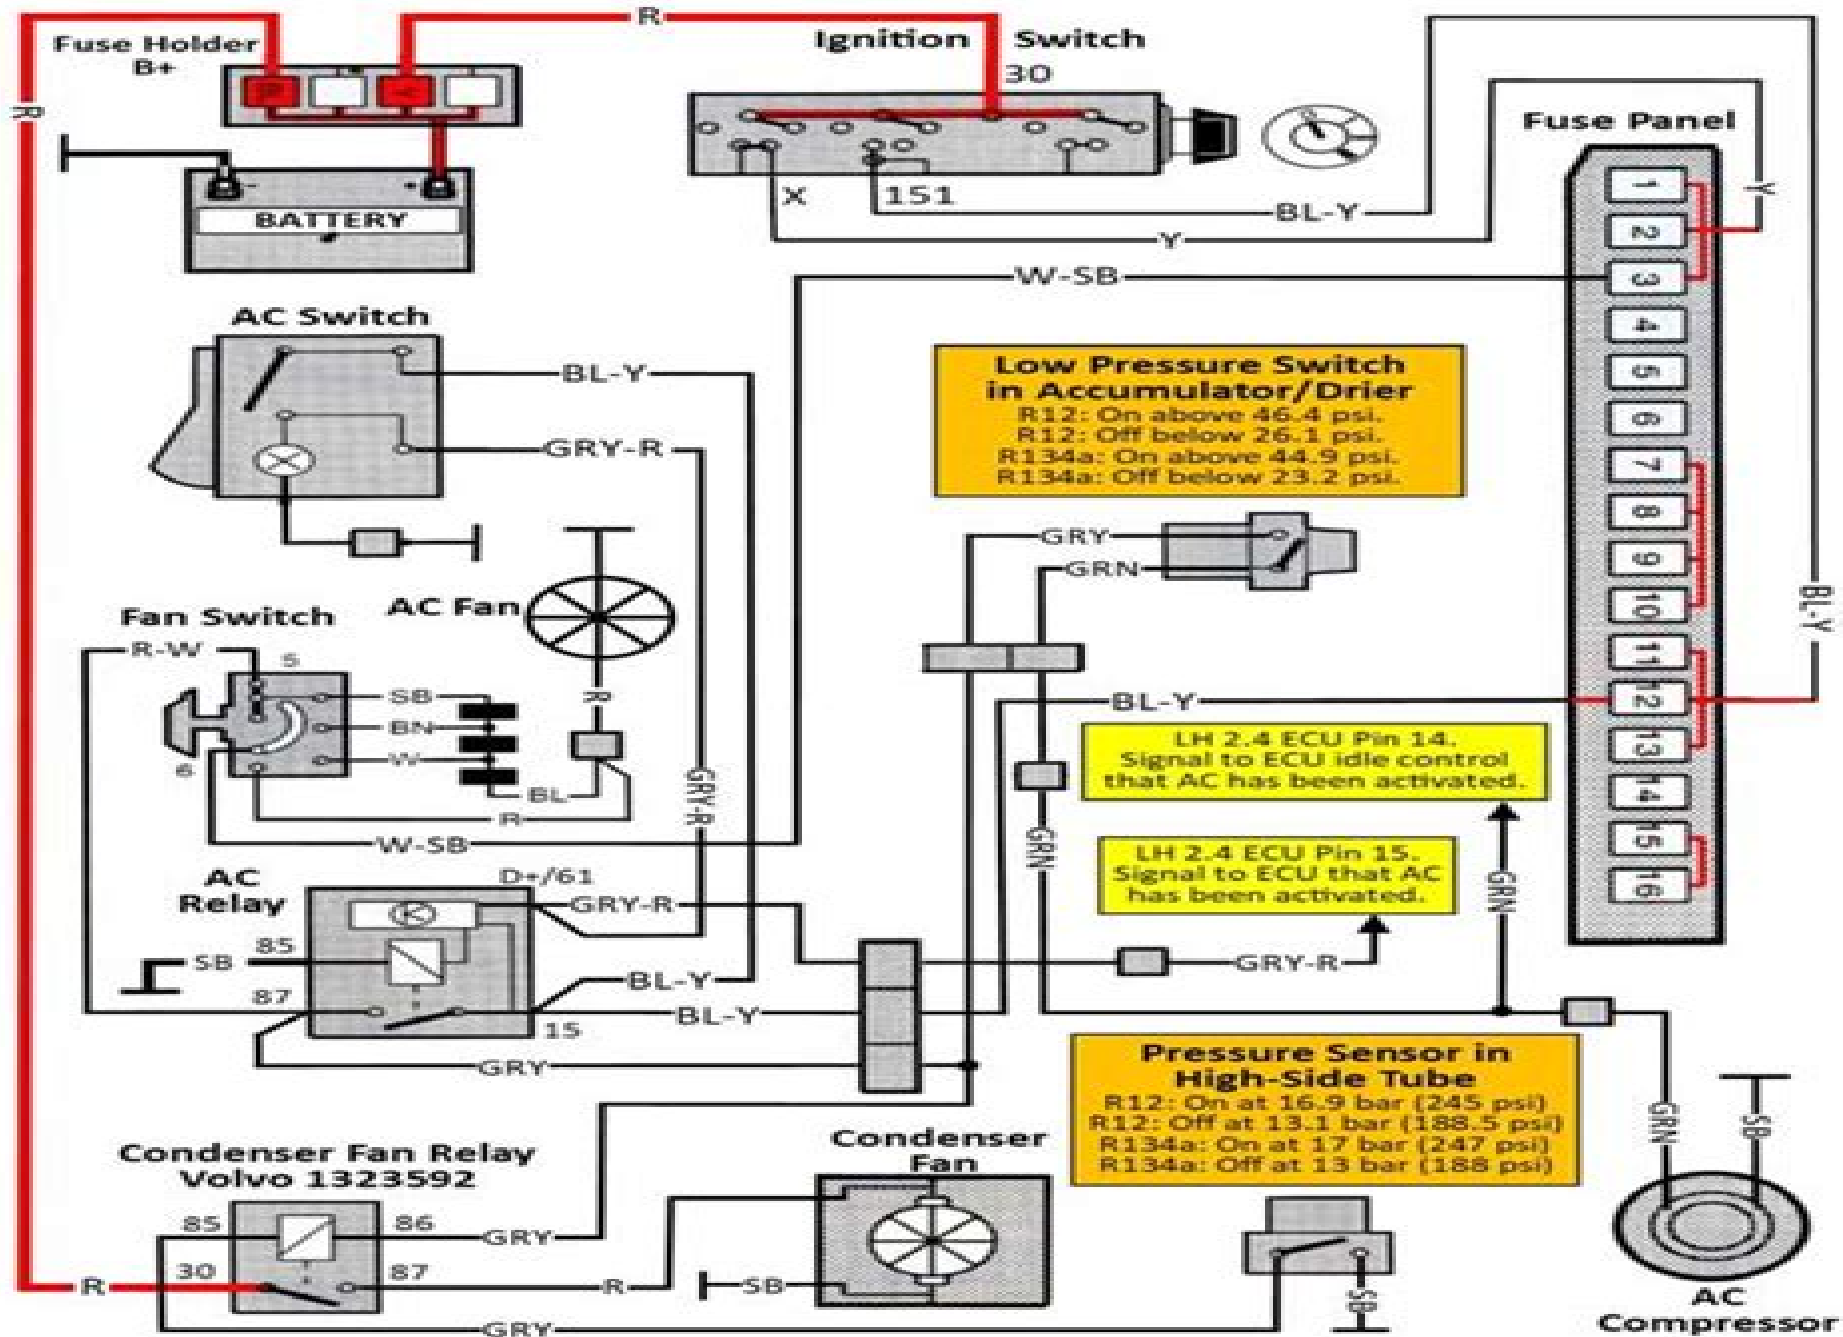 R
Fuse Holder
B+
Ignition Switch
30
R
Fuse Panel
X
151
BL-Y
Y
Y
BATTERY
- +
W-SB
1
2
3
4
5
6
7
8
9
10
11
12
13
14
15
16
AC Switch
BL-Y
GRY-R
Low Pressure Switch
in Accumulator/Drier
R12: On above 46.4 psi.
R12: Off below 26.1 psi.
R134a: On above 44.9 psi.
R134a: Off below 23.2 psi.
GRY
GRN
BL-Y
Fan Switch
AC Fan
R-W
5
SB
BN
W
6
BL
R
R
W-SB
GRY-R
BL-Y
LH 2.4 ECU Pin 14.
Signal to ECU idle control
that AC has been activated.
GRN
LH 2.4 ECU Pin 15.
Signal to ECU that AC
has been activated.
GRN
AC
Relay
D+/61
GRY-R
85
SB
BL-Y
GRY-R
87
BL-Y
15
GRY
Pressure Sensor in
High-Side Tube
R12: On at 16.9 bar (245 psi)
R12: Off at 13.1 bar (188.5 psi)
R134a: On at 17 bar (247 psi)
R134a: Off at 13 bar (188 psi)
GRN
SB
Condenser Fan Relay
Volvo 1323592
Condenser
Fan
85
86
GRY
30
87
R
R
SB
SB
GRY
AC
Compressor